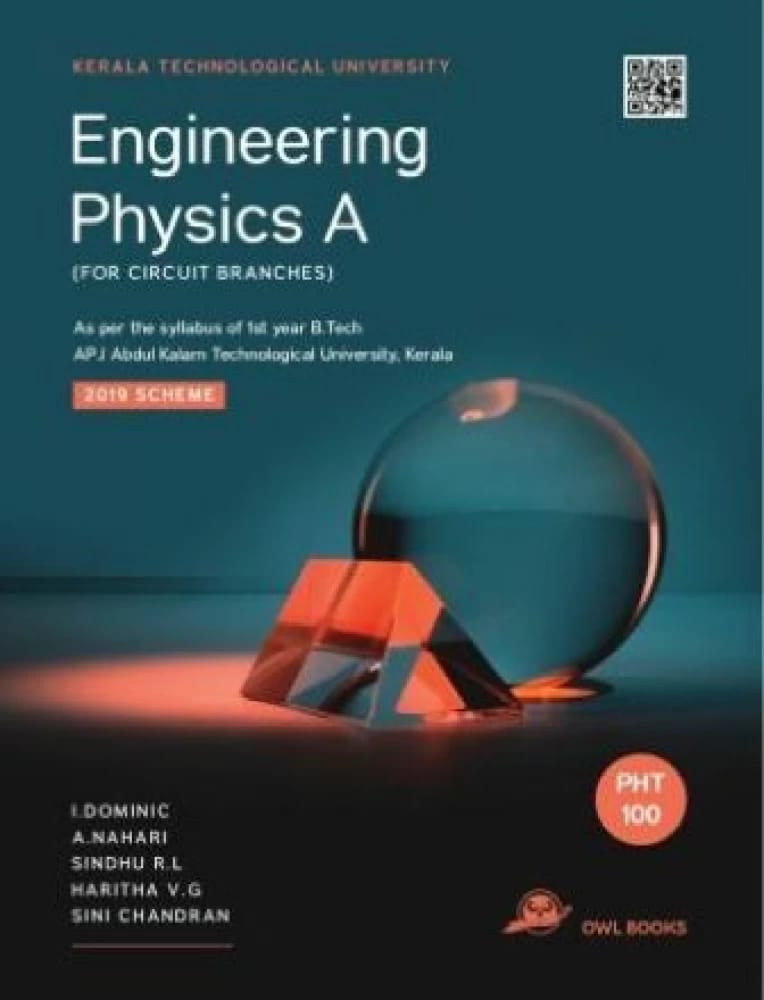 KERALA TECHNOLOGICAL UNIVERSITY
Engineering
Physics A
(FOR CIRCUIT BRANCHES)
As per the syllabus of 1st year B.Tech
APJ Abdul Kalam Technological University, Kerala
2019 SCHEME
PHT
100
I.DOMINIC
A.NAHARI
SINDHU R.L
HARITHA V.G
SINI CHANDRAN
OWL BOOKS